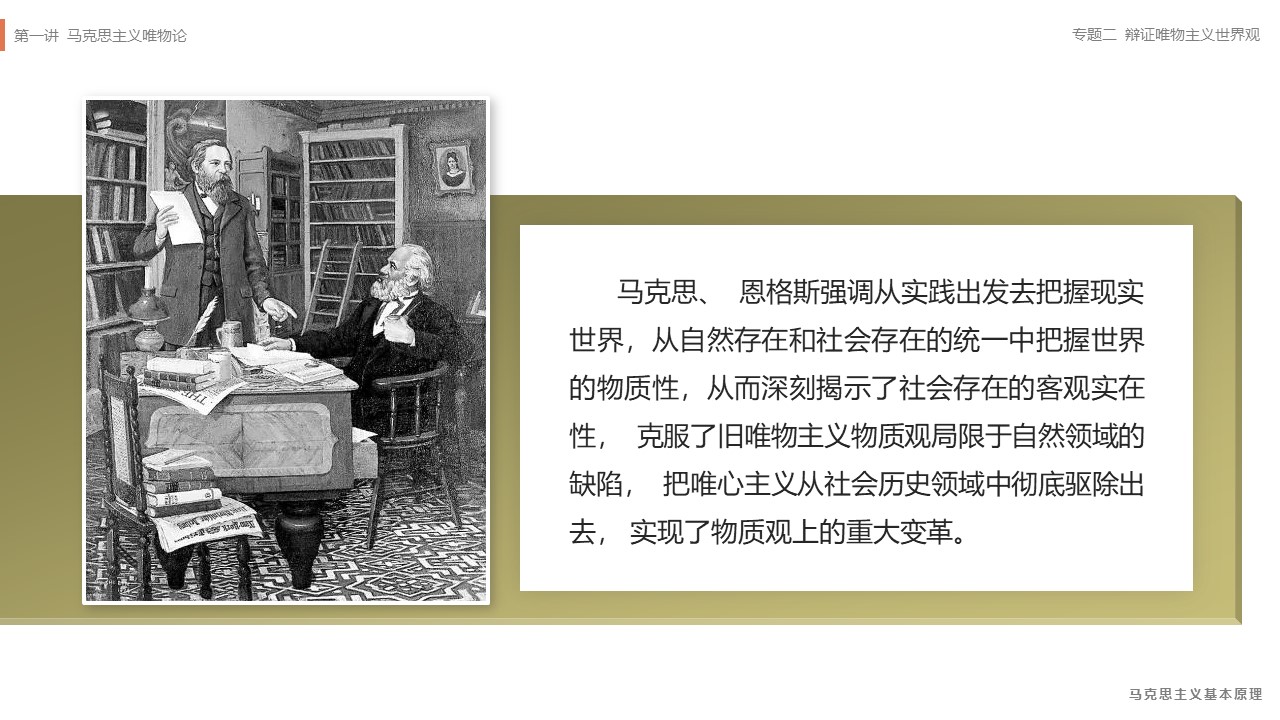 第一讲 马克思主义唯物论
专题二 辩证唯物主义世界观
马克思、 恩格斯强调从实践出发去把握现实
世界，从自然存在和社会存在的统一中把握世界
的物质性，从而深刻揭示了社会存在的客观实在
性， 克服了旧唯物主义物质观局限于自然领域的
缺陷， 把唯心主义从社会历史领域中彻底驱除出
去， 实现了物质观上的重大变革。
马克思主义基本原理